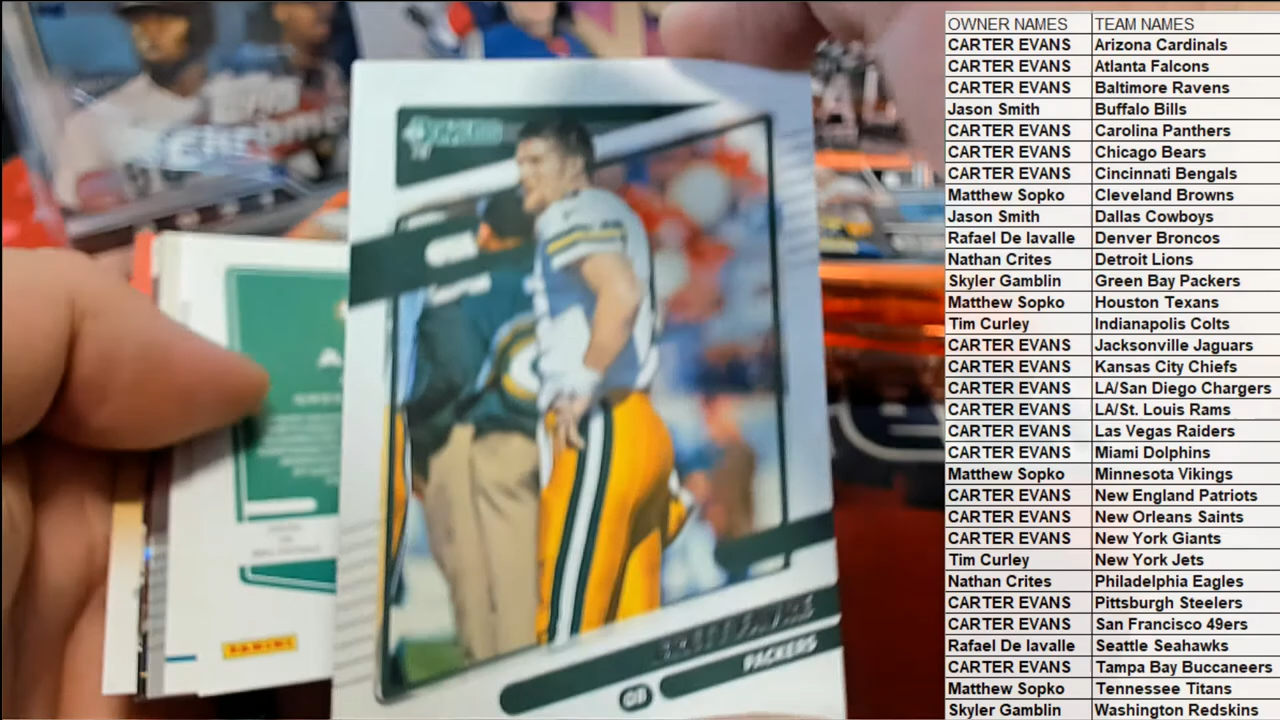 PACKERS
GB
PANINI
OWNER NAMES TEAM NAMES
CARTER EVANS Arizona Cardinals
CARTER EVANS Atlanta Falcons
CARTER EVANS Baltimore Ravens
Jason Smith Buffalo Bills
CARTER EVANS Carolina Panthers
CARTER EVANS Chicago Bears
CARTER EVANS Cincinnati Bengals
Matthew Sopko Cleveland Browns
Jason Smith Dallas Cowboys
Rafael De lavalle Denver Broncos
Nathan Crites Detroit Lions
Skyler Gamblin Green Bay Packers
Matthew Sopko Houston Texans
Tim Curley Indianapolis Colts
CARTER EVANS Jacksonville Jaguars
CARTER EVANS Kansas City Chiefs
CARTER EVANS LA/San Diego Chargers
CARTER EVANS LA/St. Louis Rams
CARTER EVANS Las Vegas Raiders
CARTER EVANS Miami Dolphins
Matthew Sopko Minnesota Vikings
CARTER EVANS New England Patriots
CARTER EVANS New Orleans Saints
CARTER EVANS New York Giants
Tim Curley New York Jets
Nathan Crites Philadelphia Eagles
CARTER EVANS Pittsburgh Steelers
CARTER EVANS San Francisco 49ers
Rafael De lavalle Seattle Seahawks
CARTER EVANS Tampa Bay Buccaneers
Matthew Sopko Tennessee Titans
Skyler Gamblin Washington Redskins